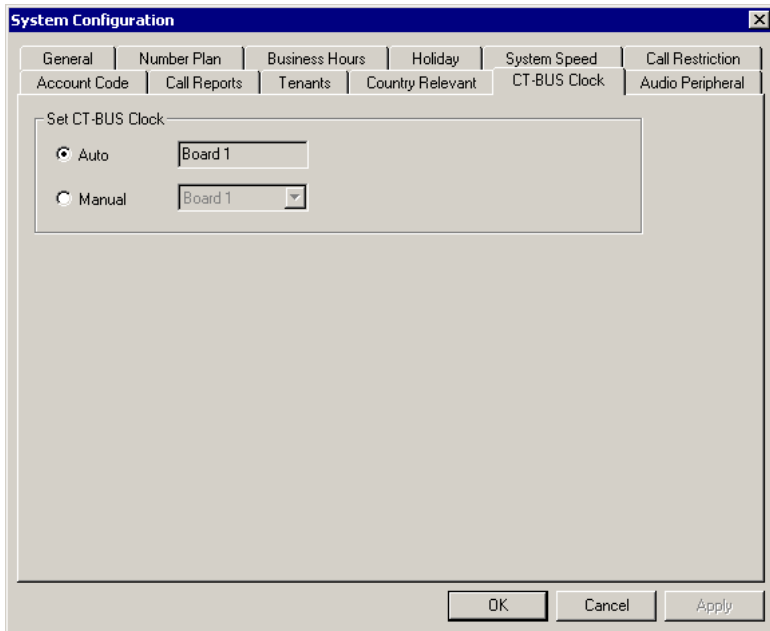 System Configuration
General Number Plan Business Hours Holiday System Speed Call Restriction
Account Code Call Reports Tenants Country Relevant CT-BUS Clock Audio Peripheral
Set CT-BUS Clock
Auto Board 1
Manual Board 1
OK Cancel Apply